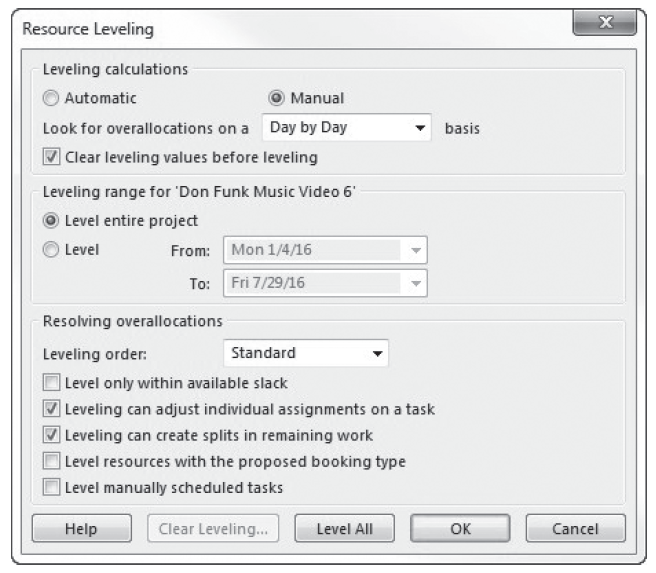 Resource Leveling
Leveling calculations
Automatic Manual
Look for overallocations on a Day by Day basis
Clear leveling values before leveling
Leveling range for 'Don Funk Music Video 6'
Level entire project
Level From: Mon 1/4/16
To: Fri 7/29/16
Resolving overallocations
Leveling order: Standard
Level only within available slack
Leveling can adjust individual assignments on a task
Leveling can create splits in remaining work
Level resources with the proposed booking type
Level manually scheduled tasks
Help Clear Leveling... Level All OK Cancel